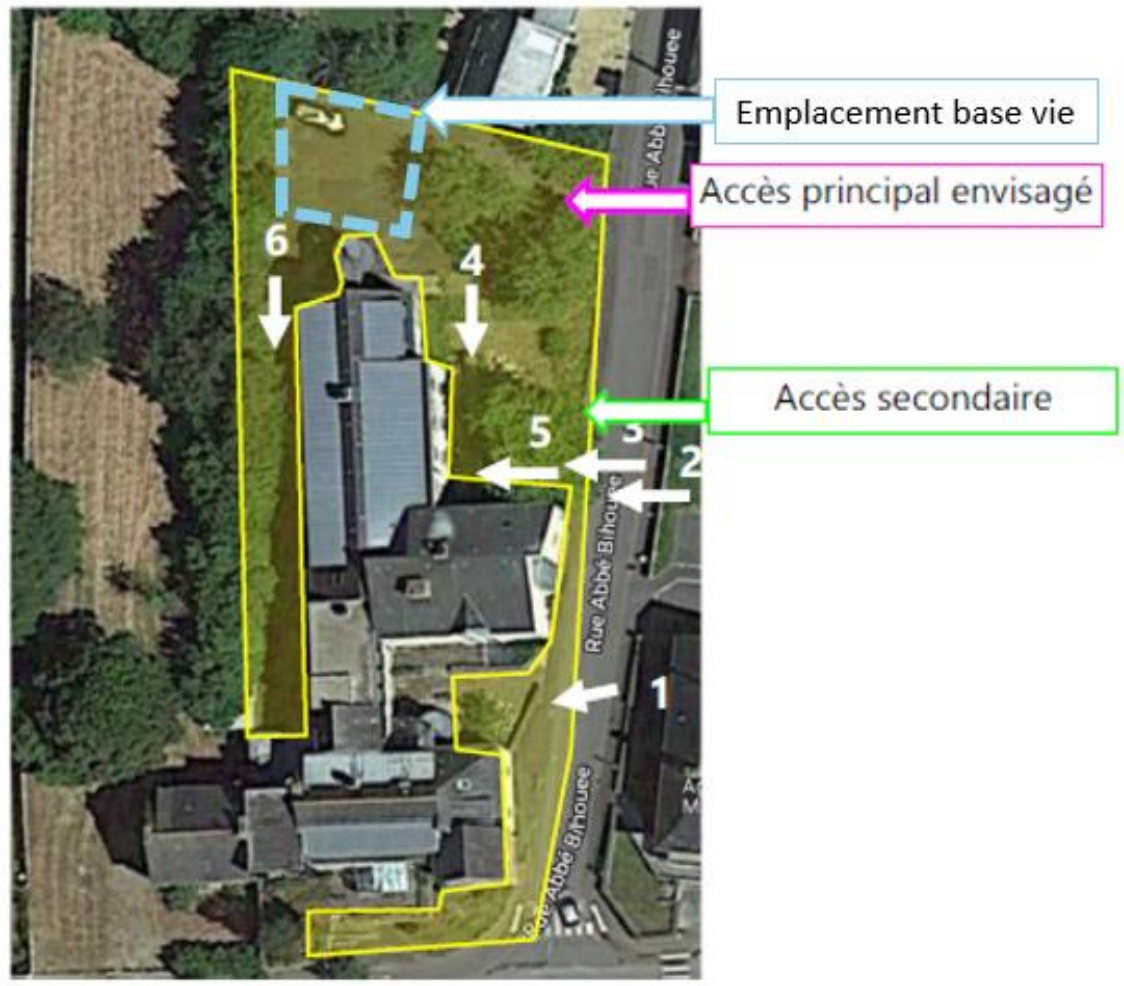 Emplacement base vie
Accès principal envisagé
6
4
Accès secondaire
5
3
2
Rue Abbé Bihouee
1
Rue Abbé Bihouee